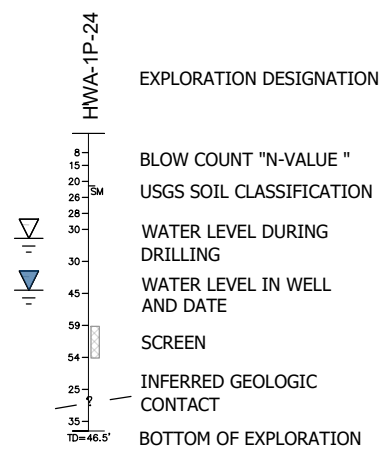 HWA-1P-24
EXPLORATION DESIGNATION
8
BLOW COUNT "N-VALUE "
15
20
SM
USGS SOIL CLASSIFICATION
26
28
30
WATER LEVEL DURING
DRILLING
30
WATER LEVEL IN WELL
45
AND DATE
59
SCREEN
54
INFERRED GEOLOGIC
25
?
CONTACT
35
TD=46.5'
BOTTOM OF EXPLORATION